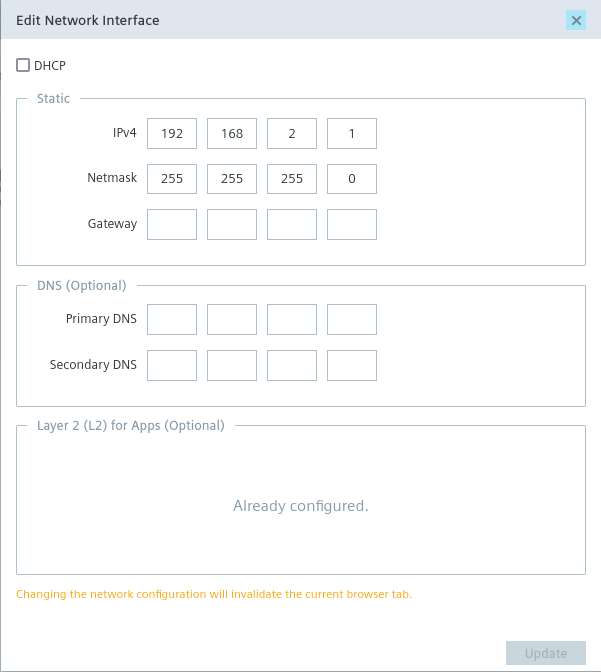 Edit Network Interface
DHCP
Static
IPv4 192 168 2 1
Netmask 255 255 255 0
Gateway
DNS (Optional)
Primary DNS
Secondary DNS
Layer 2 (L2) for Apps (Optional)
Already configured.
Changing the network configuration will invalidate the current browser tab.
Update